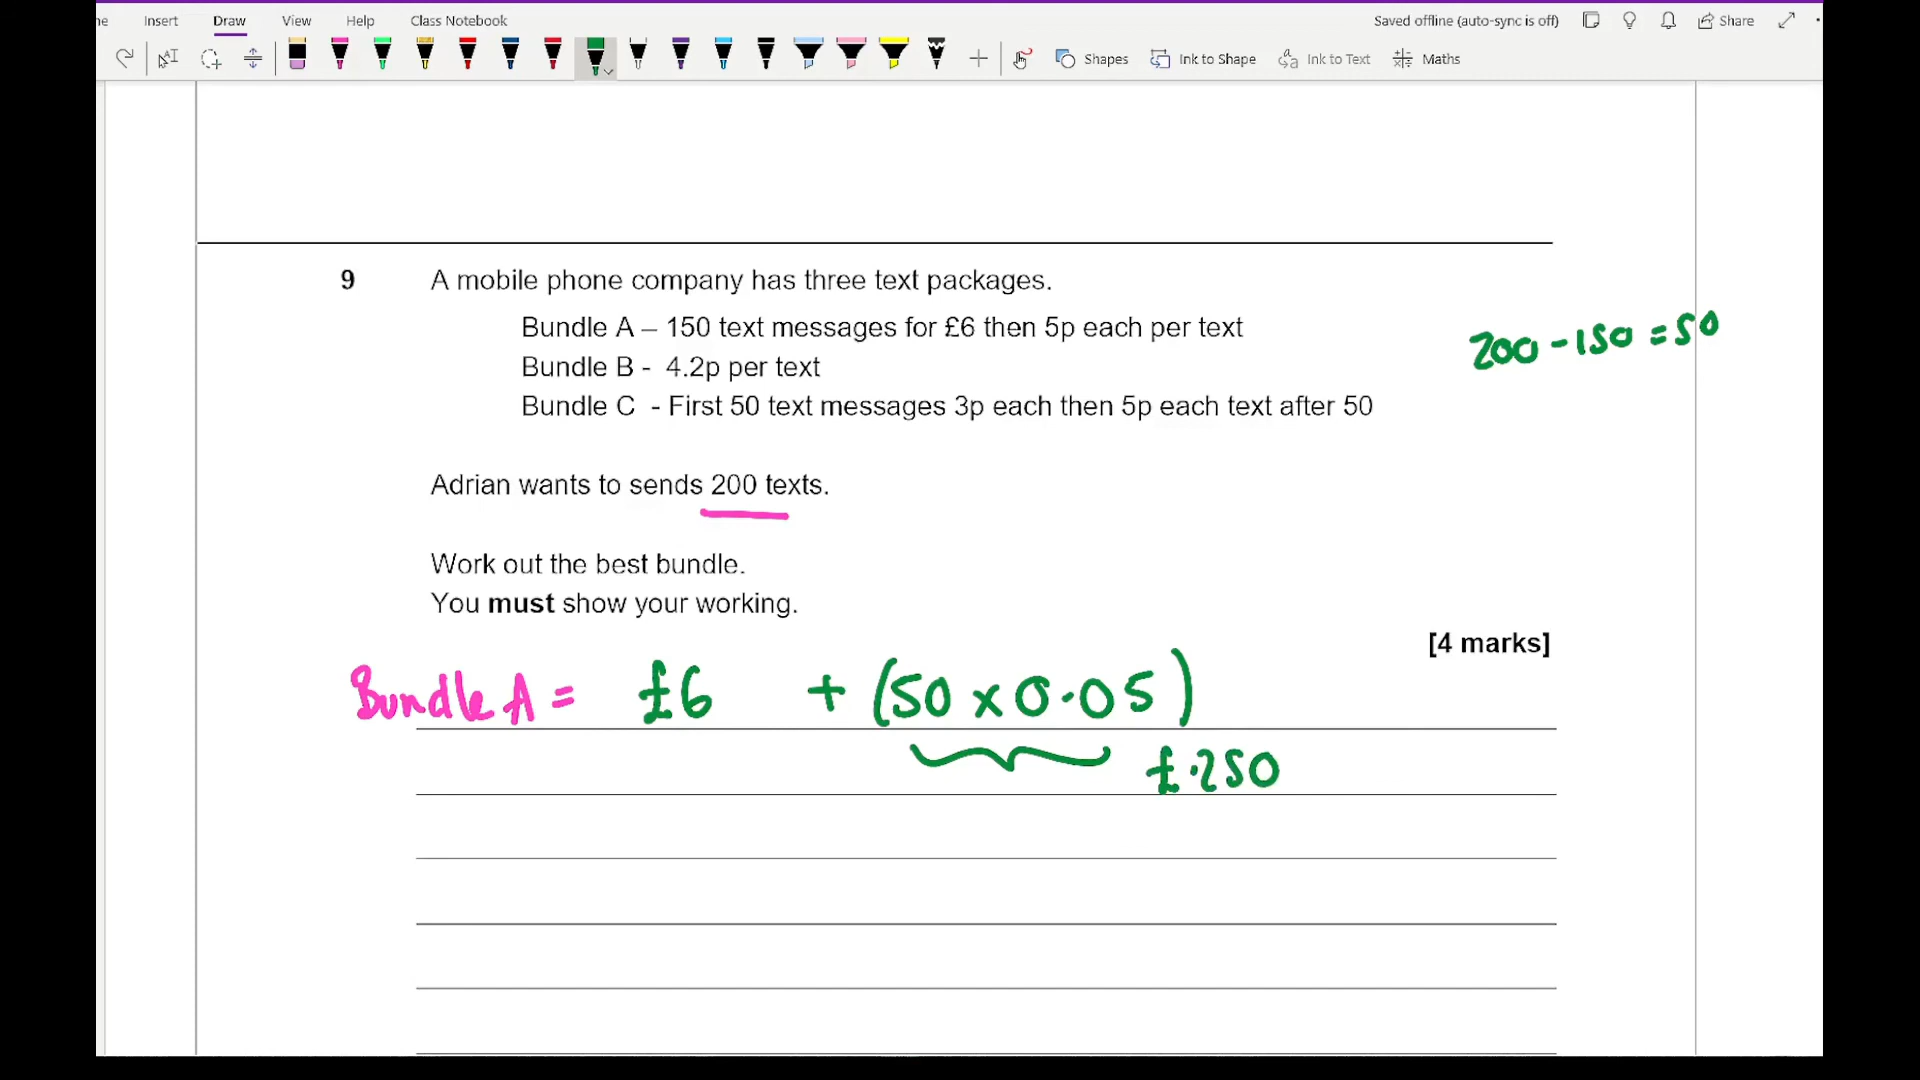 Insert Draw View Help Class Notebook Saved offline (auto-sync is off) Share
Shapes Ink to Shape Ink to Text Maths
9 A mobile phone company has three text packages.
Bundle A – 150 text messages for £6 then 5p each per text
200 - 150 = 50
Bundle B - 4.2p per text
Bundle C - First 50 text messages 3p each then 5p each text after 50
Adrian wants to sends 200 texts.
Work out the best bundle.
You must show your working.
[4 marks]
Bundle A = £6 + (50 x 0.05)
£.250